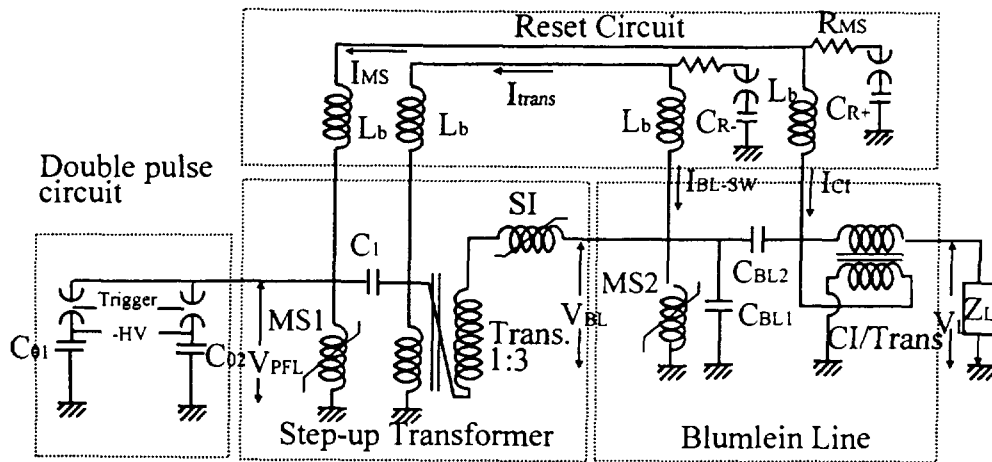 Reset Circuit
RMS
IMS
Itrans
Lb
Lb
Lb
CR-
Lb
CR+
Double pulse
circuit
IBL-SW
ICI
SI
C1
CBL2
Trigger
-HV
C01
C02
VPFL
MS1
Trans.
1:3
VBL
MS2
CBL1
CI/Trans
VL
ZL
Step-up Transformer
Blumlein Line